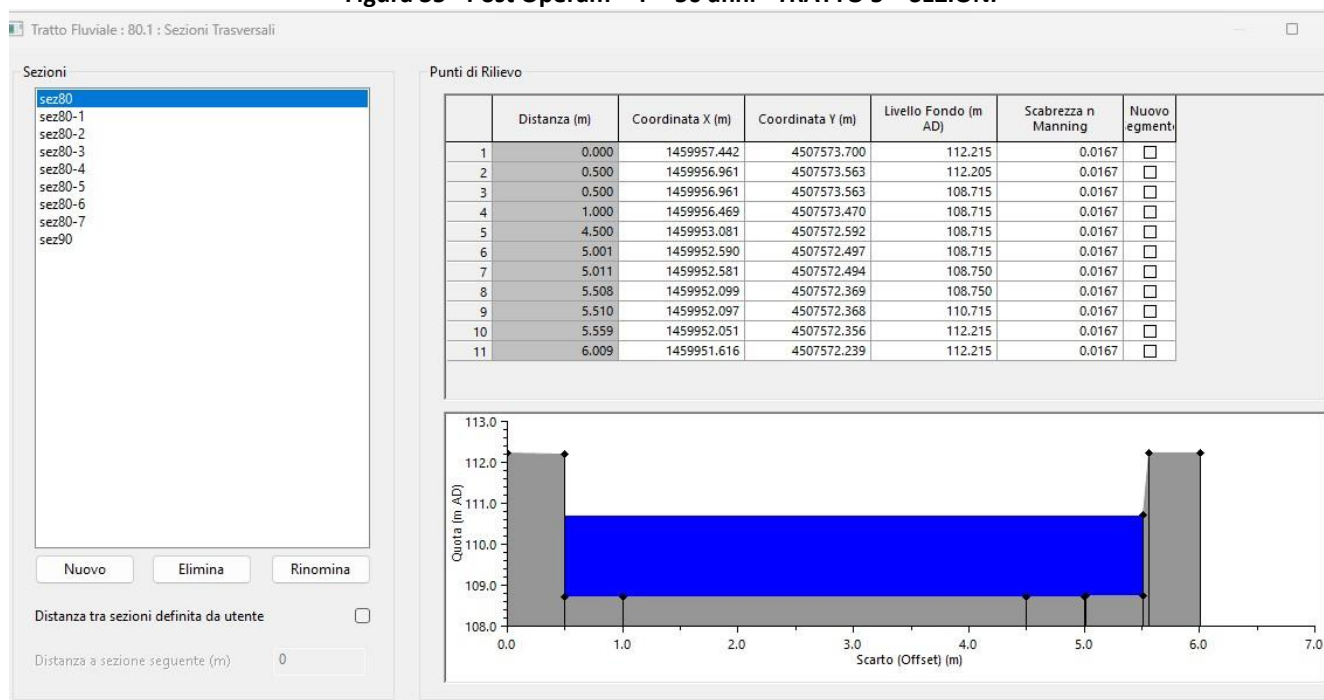 Tratto Fluviale : 80.1 : Sezioni Trasversali
Sezioni
sez80
sez80-1
sez80-2
sez80-3
sez80-4
sez80-5
sez80-6
sez80-7
sez90
Nuovo Elimina Rinomina
Distanza tra sezioni definita da utente
Distanza a sezione seguente (m) 0
Punti di Rilievo
Distanza (m) Coordinata X (m) Coordinata Y (m) Livello Fondo (m AD) Scabrezza n Manning Nuovo
1 0.000 1459957.442 4507573.700 112.215 0.0167
2 0.500 1459956.961 4507573.563 112.205 0.0167
3 0.500 1459956.961 4507573.563 108.715 0.0167
4 1.000 1459956.469 4507573.470 108.715 0.0167
5 4.500 1459953.081 4507572.592 108.715 0.0167
6 5.001 1459952.590 4507572.497 108.715 0.0167
7 5.011 1459952.581 4507572.494 108.750 0.0167
8 5.508 1459952.099 4507572.369 108.750 0.0167
9 5.510 1459952.097 4507572.368 110.715 0.0167
10 5.559 1459952.051 4507572.356 112.215 0.0167
11 6.009 1459951.616 4507572.239 112.215 0.0167
Quota (m AD)
113.0
112.0
111.0
110.0
109.0
108.0
0.0 1.0 2.0 3.0 4.0 5.0 6.0 7.0
Scarto (Offset) (m)